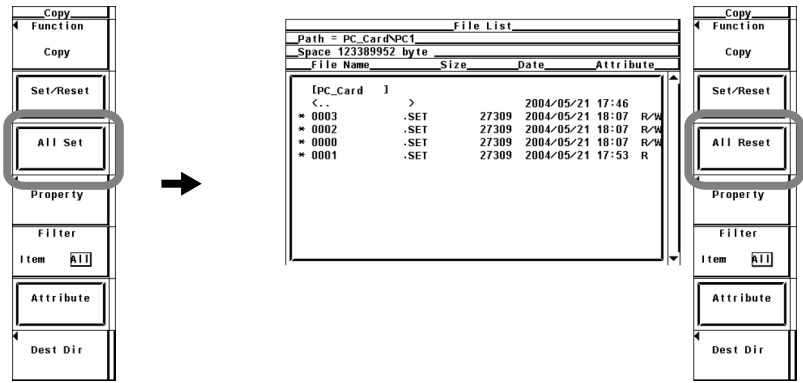 Copy
Function
Copy
Set/Reset
All Set
Property
Filter
Item All
Attribute
Dest Dir
File List
Path = PC_Card\PC1
Space 123389952 byte
File Name Size Date Attribute
[PC_Card ]
<.. > 2004/05/21 17:46
* 0003 .SET 27309 2004/05/21 18:07 R/W
* 0002 .SET 27309 2004/05/21 18:07 R/W
* 0000 .SET 27309 2004/05/21 18:07 R/W
* 0001 .SET 27309 2004/05/21 17:53 R
Copy
Function
Copy
Set/Reset
All Reset
Property
Filter
Item All
Attribute
Dest Dir